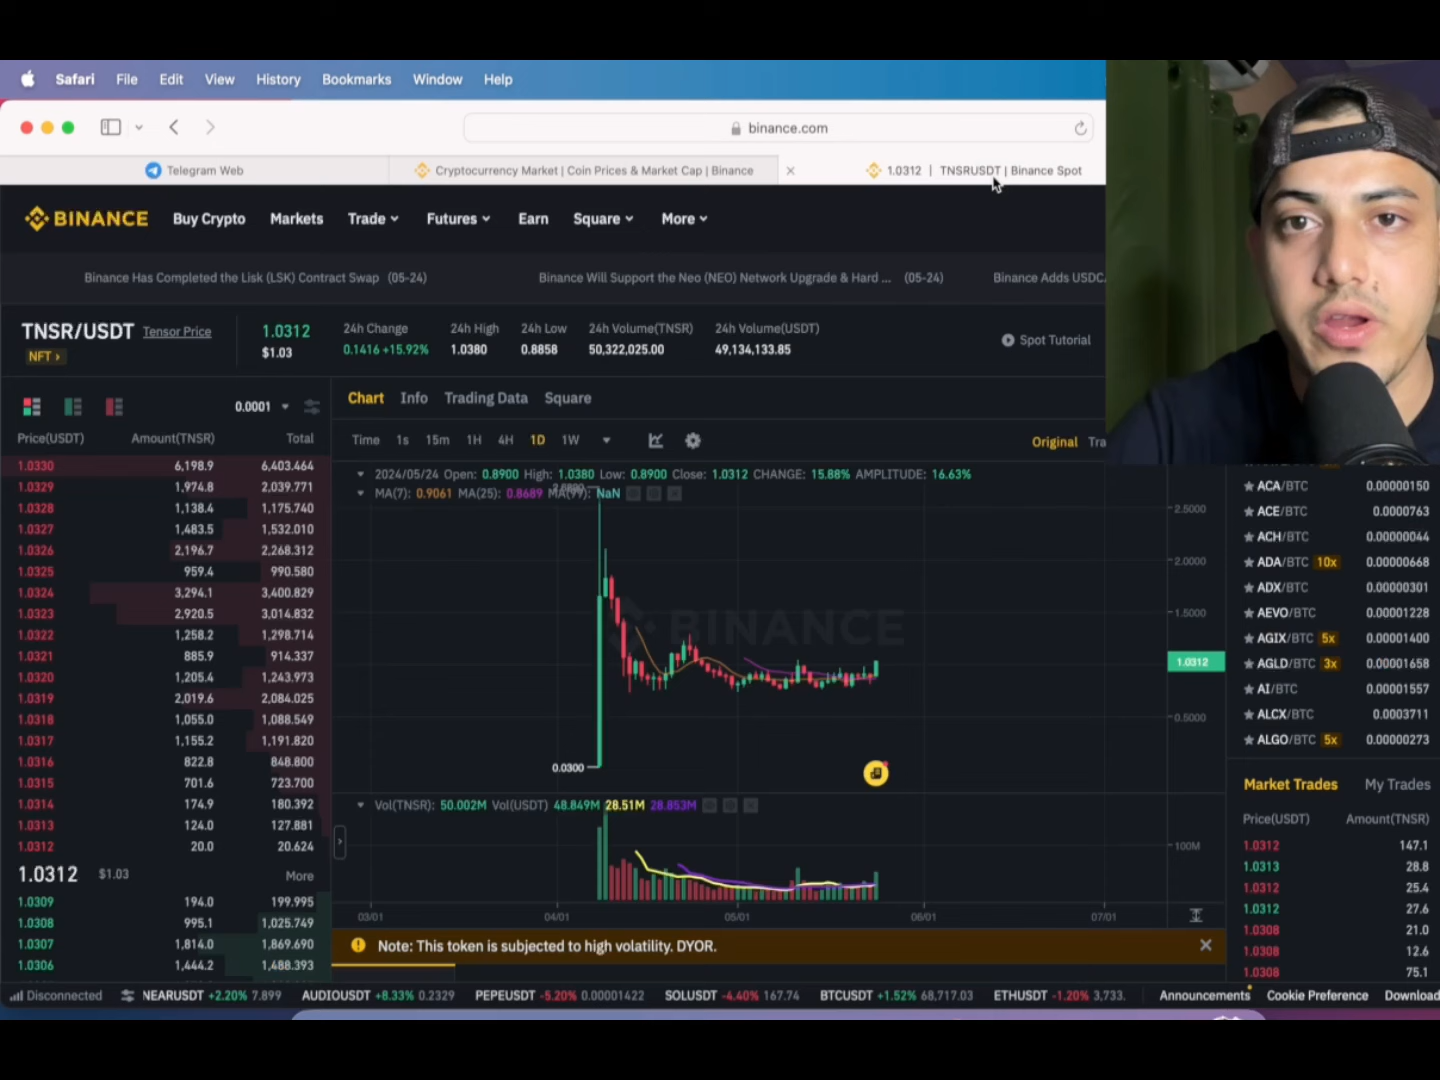 Safari File Edit View History Bookmarks Window Help
binance.com
Telegram Web
Cryptocurrency Market | Coin Prices & Market Cap | Binance
1.0312 | TNSRUSDT | Binance Spot
BINANCE Buy Crypto Markets Trade Futures Earn Square More
Binance Has Completed the Lisk (LSK) Contract Swap (05-24)
Binance Will Support the Neo (NEO) Network Upgrade & Hard ... (05-24)
Binance Adds USDC
TNSR/USDT Tensor Price
NFT
1.0312
$1.03
24h Change
0.1416 +15.92%
24h High
1.0380
24h Low
0.8858
24h Volume(TNSR)
50,322,025.00
24h Volume(USDT)
49,134,133.85
Spot Tutorial
0.0001
Price(USDT) Amount(TNSR) Total
1.0330 6,198.9 6,403.464
1.0329 1,974.8 2,039.771
1.0328 1,138.4 1,175.740
1.0327 1,483.5 1,532.010
1.0326 2,196.7 2,268.312
1.0325 959.4 990.580
1.0324 3,294.1 3,400.829
1.0323 2,920.5 3,014.832
1.0322 1,258.2 1,298.714
1.0321 885.9 914.337
1.0320 1,205.4 1,243.973
1.0319 2,019.6 2,084.025
1.0318 1,055.0 1,088.549
1.0317 1,155.2 1,191.820
1.0316 822.8 848.800
1.0315 701.6 723.700
1.0314 174.9 180.392
1.0313 124.0 127.881
1.0312 20.0 20.624
1.0312 $1.03 More
1.0309 194.0 199.995
1.0308 995.1 1,025.749
1.0307 1,814.0 1,869.690
1.0306 1,444.2 1,488.393
Chart Info Trading Data Square
Time 1s 15m 1H 4H 1D 1W
Original Tra
2024/05/24 Open: 0.8900 High: 1.0380 Low: 0.8900 Close: 1.0312 CHANGE: 15.88% AMPLITUDE: 16.63%
MA(7): 0.9061 MA(25): 0.8689 MA(99): NaN
2.5000
2.0000
1.5000
BINANCE
1.0312
0.5000
0.0300
Vol(TNSR): 50.002M Vol(USDT) 48.849M 28.51M 28.853M
100M
03/01 04/01 05/01 06/01 07/01
Note: This token is subjected to high volatility. DYOR.
ACA/BTC 0.00000150
ACE/BTC 0.0000763
ACH/BTC 0.00000044
ADA/BTC 10x 0.00000668
ADX/BTC 0.00000301
AEVO/BTC 0.00001228
AGIX/BTC 5x 0.00001400
AGLD/BTC 3x 0.00001658
AI/BTC 0.00001557
ALCX/BTC 0.0003711
ALGO/BTC 5x 0.00000273
Market Trades My Trades
Price(USDT) Amount(TNSR)
1.0312 147.1
1.0313 28.8
1.0312 25.4
1.0312 27.6
1.0308 21.0
1.0308 12.6
1.0308 75.1
Disconnected NEARUSDT +2.20% 7.899 AUDIOUSDT +8.33% 0.2329 PEPEUSDT -5.20% 0.00001422 SOLUSDT -4.40% 167.74 BTCUSDT +1.52% 68,717.03 ETHUSDT -1.20% 3,733. Announcements Cookie Preference Download